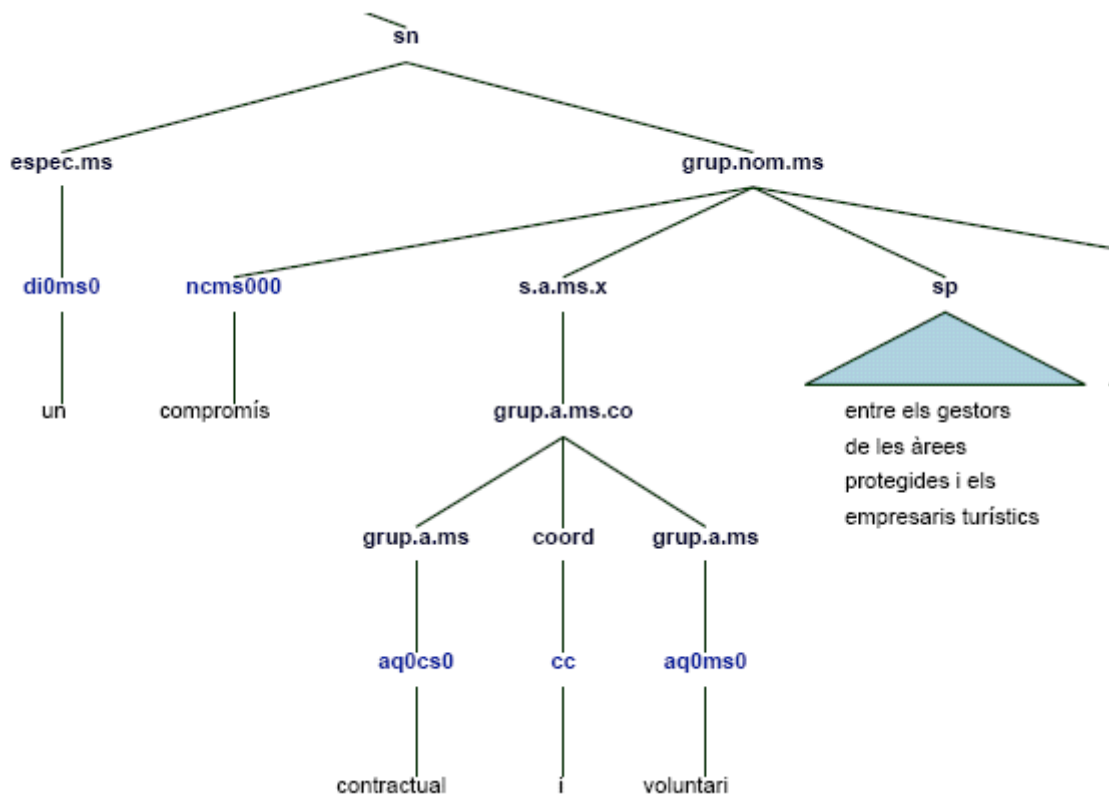 sn
espec.ms grup.nom.ms
di0ms0 ncms000 s.a.ms.x sp
un compromís grup.a.ms.co entre els gestors
de les àrees
protegides i els
empresaris turístics
grup.a.ms coord grup.a.ms
aq0cs0 cc aq0ms0
contractual i voluntari